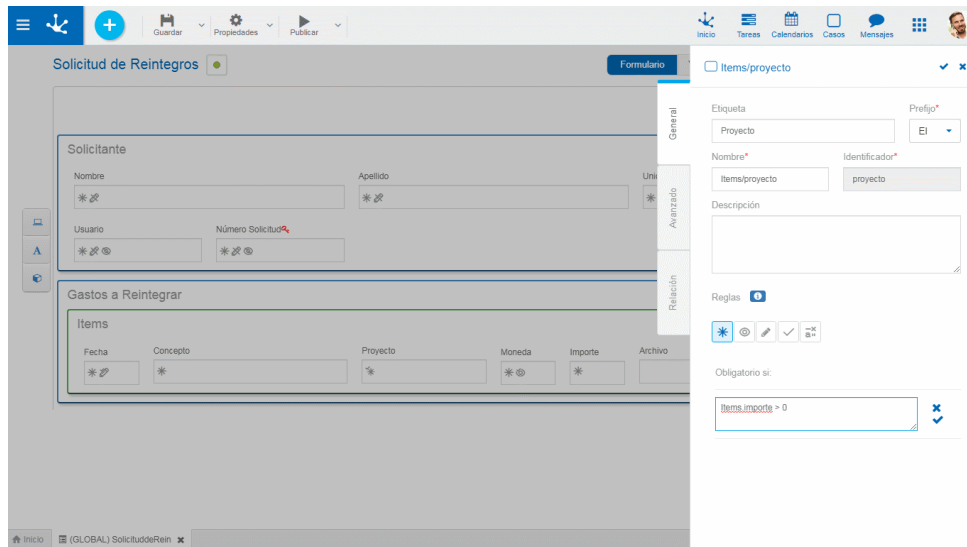 Guardar
Propiedades
Publicar
Inicio
Tareas
Calendarios
Casos
Mensajes
Solicitud de Reintegros
Formulario
Items/proyecto
General
Avanzado
Relación
Solicitante
Nombre
Apellido
Usuario
Número Solicitud
Gastos a Reintegrar
Items
Fecha
Concepto
Proyecto
Moneda
Importe
Archivo
Etiqueta
Prefijo*
Proyecto
El
Nombre*
Identificador*
Items/proyecto
proyecto
Descripción
Reglas
Obligatorio si:
Items.importe > 0
Inicio
(GLOBAL) SolicituddeRein